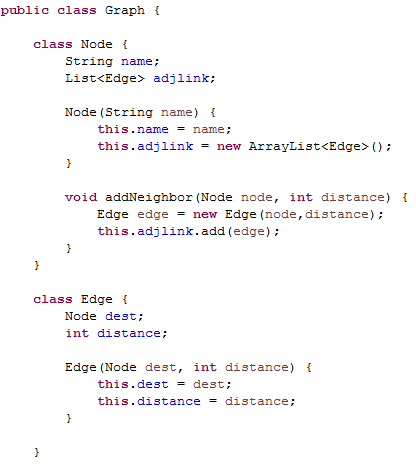 public class Graph {
class Node {
String name;
List<Edge> adjlink;
Node(String name) {
this.name = name;
this.adjlink = new ArrayList<Edge>();
}
void addNeighbor(Node node, int distance) {
Edge edge = new Edge(node,distance);
this.adjlink.add(edge);
}
}
class Edge {
Node dest;
int distance;
Edge(Node dest, int distance) {
this.dest = dest;
this.distance = distance;
}
}